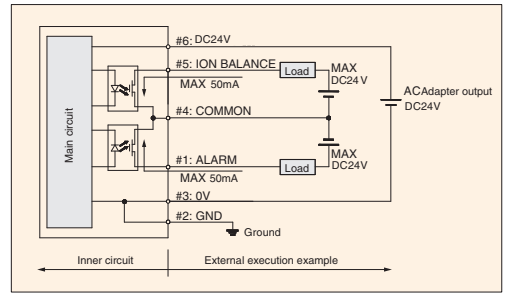 #6: DC24V
#5: ION BALANCE
Load
MAX
DC24V
MAX 50mA
ACAdapter output
DC24V
#4: COMMON
Main circuit
MAX
DC24V
#1: ALARM
Load
MAX 50mA
#3: 0V
#2: GND
Ground
Inner circuit
External execution example